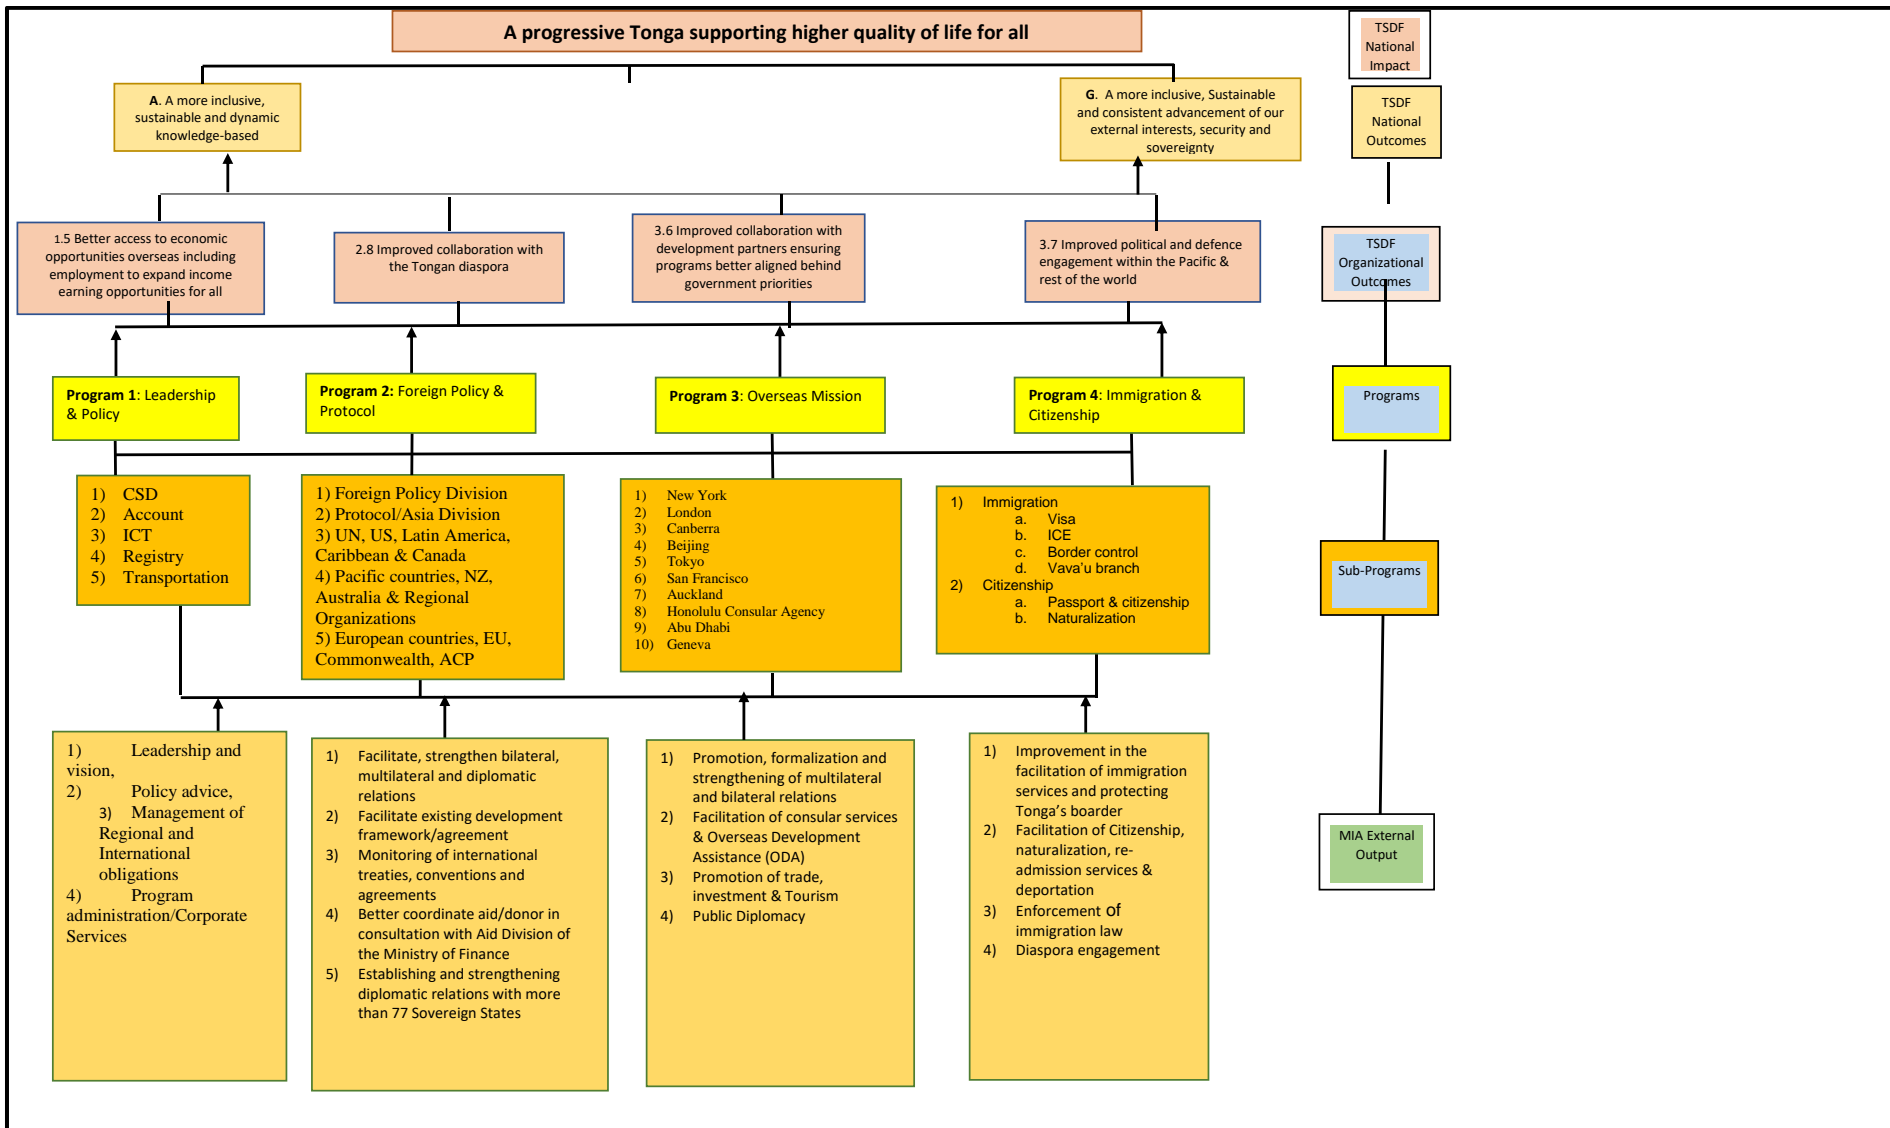 A progressive Tonga supporting higher quality of life for all
TSDF
National
Impact
A. A more inclusive,
sustainable and dynamic
knowledge-based
G. A more inclusive, Sustainable
and consistent advancement of our
external interests, security and
sovereignty
TSDF
National
Outcomes
1.5 Better access to economic
opportunities overseas including
employment to expand income
earning opportunities for all
2.8 Improved collaboration with
the Tongan diaspora
3.6 Improved collaboration with
development partners ensuring
programs better aligned behind
government priorities
3.7 Improved political and defence
engagement within the Pacific &
rest of the world
TSDF
Organizational
Outcomes
Program 1: Leadership
& Policy
Program 2: Foreign Policy &
Protocol
Program 3: Overseas Mission
Program 4: Immigration &
Citizenship
Programs
1) CSD
2) Account
3) ICT
4) Registry
5) Transportation
1) Foreign Policy Division
2) Protocol/Asia Division
3) UN, US, Latin America,
Caribbean & Canada
4) Pacific countries, NZ,
Australia & Regional
Organizations
5) European countries, EU,
Commonwealth, ACP
1) New York
2) London
3) Canberra
4) Beijing
5) Tokyo
6) San Francisco
7) Auckland
8) Honolulu Consular Agency
9) Abu Dhabi
10) Geneva
1) Immigration
a. Visa
b. ICE
c. Border control
d. Vava'u branch
2) Citizenship
a. Passport & citizenship
b. Naturalization
Sub-Programs
1) Leadership and
vision,
2) Policy advice,
3) Management of
Regional and
International
obligations
4) Program
administration/Corporate
Services
1) Facilitate, strengthen bilateral,
multilateral and diplomatic
relations
2) Facilitate existing development
framework/agreement
3) Monitoring of international
treaties, conventions and
agreements
4) Better coordinate aid/donor in
consultation with Aid Division of
the Ministry of Finance
5) Establishing and strengthening
diplomatic relations with more
than 77 Sovereign States
1) Promotion, formalization and
strengthening of multilateral
and bilateral relations
2) Facilitation of consular services
& Overseas Development
Assistance (ODA)
3) Promotion of trade,
investment & Tourism
4) Public Diplomacy
1) Improvement in the
facilitation of immigration
services and protecting
Tonga's boarder
2) Facilitation of Citizenship,
naturalization, re-
admission services &
deportation
3) Enforcement of
immigration law
4) Diaspora engagement
MIA External
Output